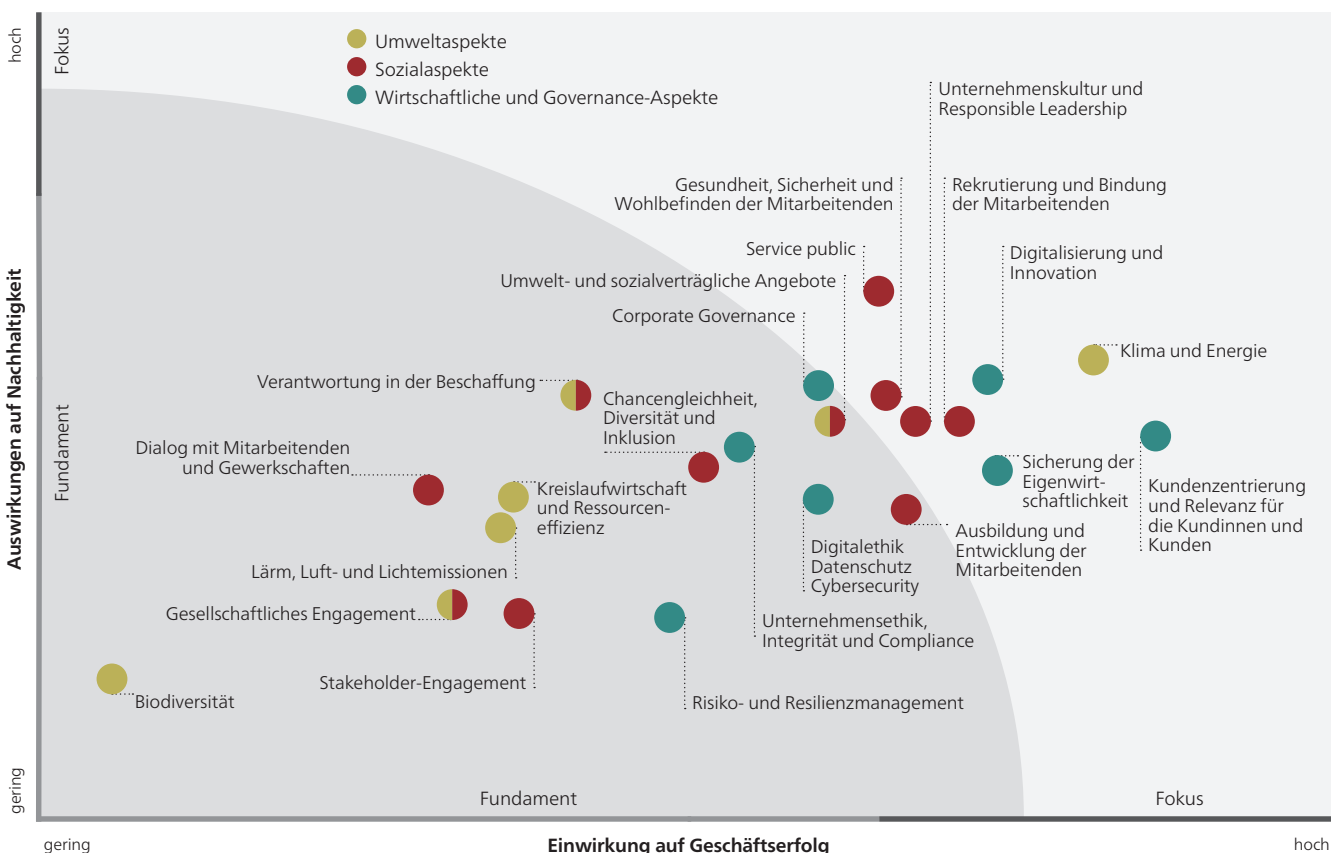 hoch
Fokus
Umweltaspekte
Sozialaspekte
Wirtschaftliche und Governance-Aspekte
Unternehmenskultur und
Responsible Leadership
Gesundheit, Sicherheit und
Wohlbefinden der Mitarbeitenden
Rekrutierung und Bindung
der Mitarbeitenden
Service public
Digitalisierung und
Innovation
Umwelt- und sozialverträgliche Angebote
Corporate Governance
Klima und Energie
Verantwortung in der Beschaffung
Chancengleichheit,
Diversität und
Inklusion
Dialog mit Mitarbeitenden
und Gewerkschaften
Kreislaufwirtschaft
und Ressourcen-
effizienz
Sicherung der
Eigenwirt-
schaftlichkeit
Kundenzentrierung
und Relevanz für
die Kundinnen und
Kunden
Ausbildung und
Entwicklung der
Mitarbeitenden
Digitalethik
Datenschutz
Cybersecurity
Lärm, Luft- und Lichtemissionen
Gesellschaftliches Engagement
Unternehmensethik,
Integrität und Compliance
Stakeholder-Engagement
Biodiversität
Risiko- und Resilienzmanagement
Auswirkungen auf Nachhaltigkeit
Fundament
gering
Fundament
Fokus
gering
Einwirkung auf Geschäftserfolg
hoch